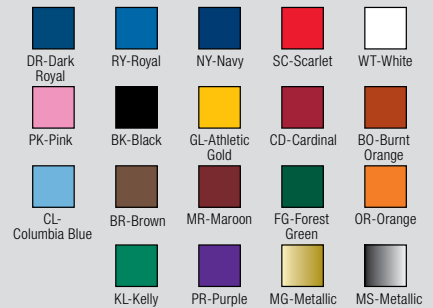 DR-Dark
Royal
RY-Royal
NY-Navy
SC-Scarlet
WT-White
PK-Pink
BK-Black
GL-Athletic
Gold
CD-Cardinal
BO-Burnt
Orange
CL-
Columbia Blue
BR-Brown
MR-Maroon
FG-Forest
Green
OR-Orange
KL-Kelly
PR-Purple
MG-Metallic
MS-Metallic